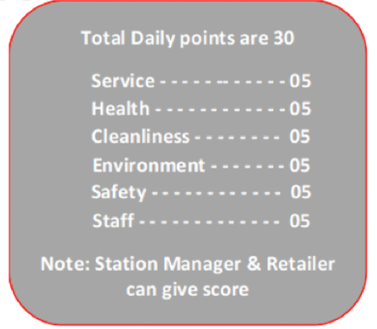 Total Daily points are 30
Service - - - - - - - - - - - - 05
Health - - - - - - - - - - - - 05
Cleanliness - - - - - - - - 05
Environment - - - - - - - 05
Safety - - - - - - - - - - - - 05
Staff - - - - - - - - - - - - - 05
Note: Station Manager & Retailer
can give score